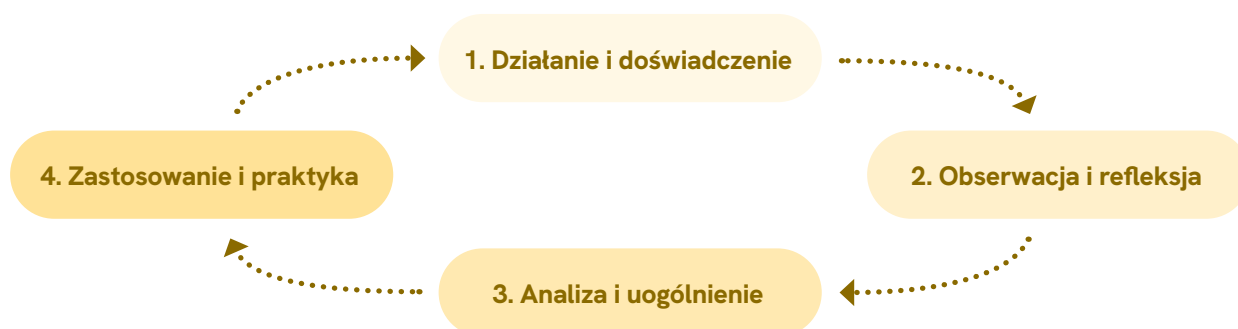 1. Działanie i doświadczenie
2. Obserwacja i refleksja
3. Analiza i uogólnienie
4. Zastosowanie i praktyka